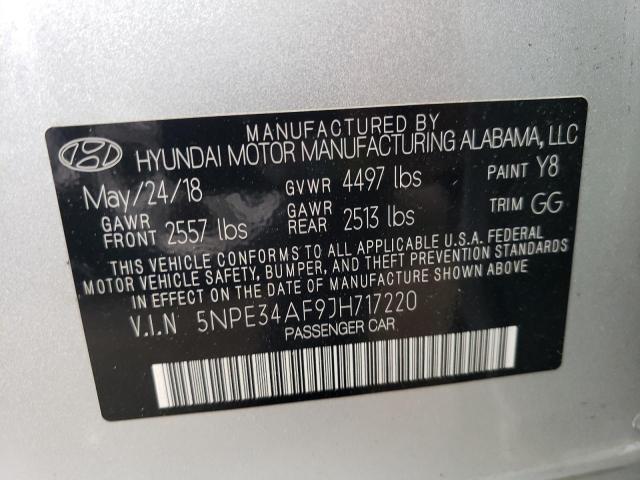 MANUFACTURED BY
HYUNDAI MOTOR MANUFACTURING ALABAMA, LLC
May/24/18 GVWR 4497 lbs PAINT Y8
GAWR FRONT 2557 lbs GAWR REAR 2513 lbs TRIM GG
THIS VEHICLE CONFORMS TO ALL APPLICABLE U.S.A. FEDERAL
MOTOR VEHICLE SAFETY, BUMPER, AND THEFT PREVENTION STANDARDS
IN EFFECT ON THE DATE OF MANUFACTURE SHOWN ABOVE
V.I.N 5NPE34AF9JH717220
PASSENGER CAR